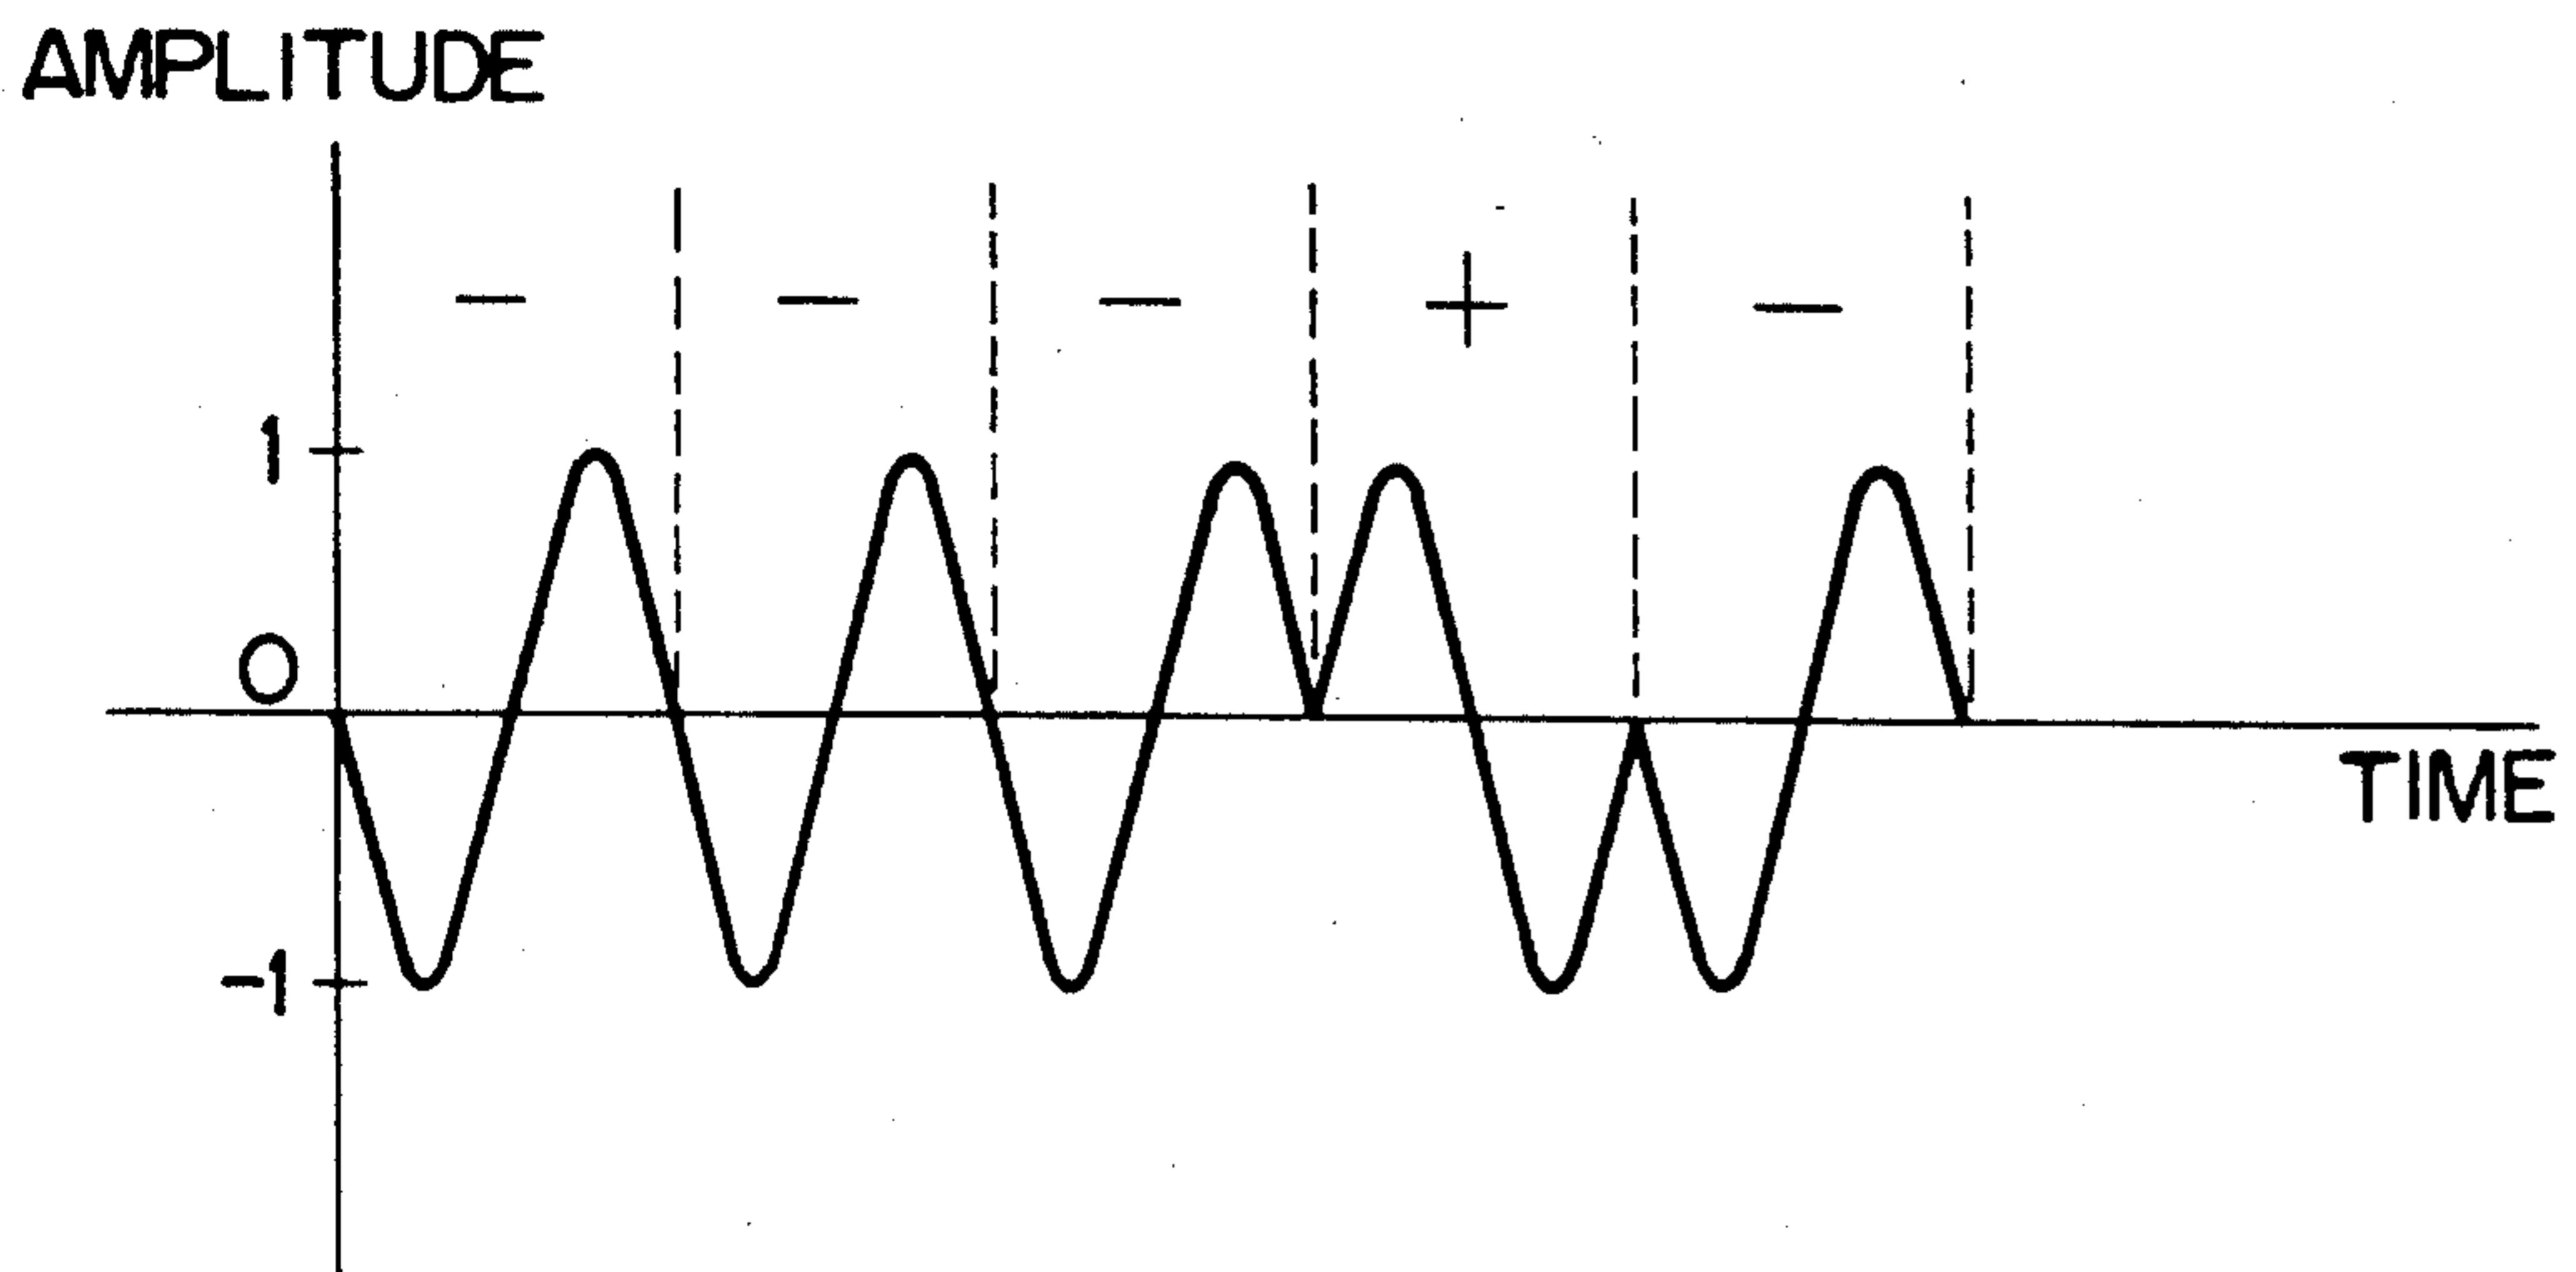 AMPLITUDE
— — — + —
1
0
-1
TIME